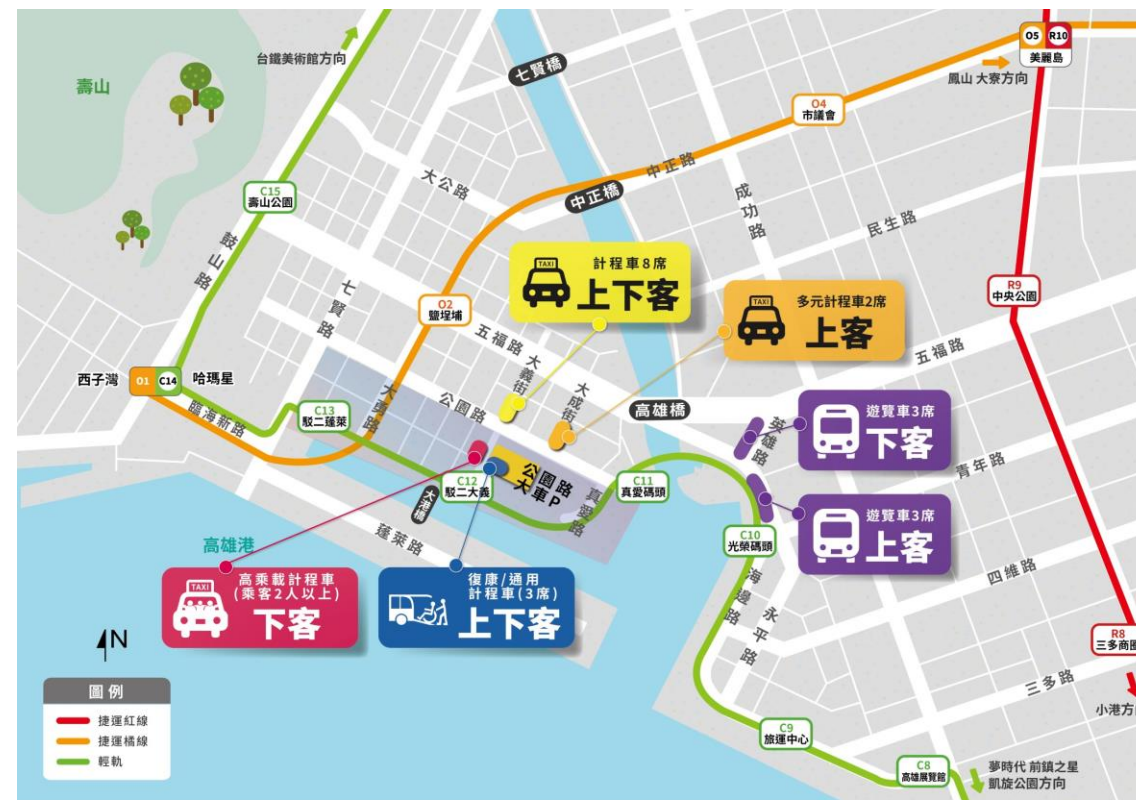 台鐵美術館方向
壽山
C15
壽山公園
鼓山路
七賢橋
大公路
中正橋
中正路
O4
市議會
O5 R10
美麗島
鳳山 大寮方向
成功路
民生路
R9
中央公園
七賢路
O2
鹽埕埔
計程車8席
TAXI
上下客
多元計程車2席
TAXI
上客
五福路
五福路
大義街
大成街
高雄橋
西子灣
O1 C14
哈瑪星
臨海新路
C13
駁二蓬萊
大勇路
公園路
英雄路
遊覽車3席
下客
遊覽車3席
上客
青年路
C12
駁二大義
公園路
大車P
真愛路
C11
真愛碼頭
大港橋
蓬萊路
高雄港
C10
光榮碼頭
海邊路
永平路
四維路
三多路
R8
三多商圈
小港方向
高乘載計程車
(乘客2人以上)
TAXI
下客
復康/通用
計程車(3席)
上下客
N
圖例
捷運紅線
捷運橘線
輕軌
C9
旅運中心
C8
高雄展覽館
夢時代 前鎮之星
凱旋公園方向